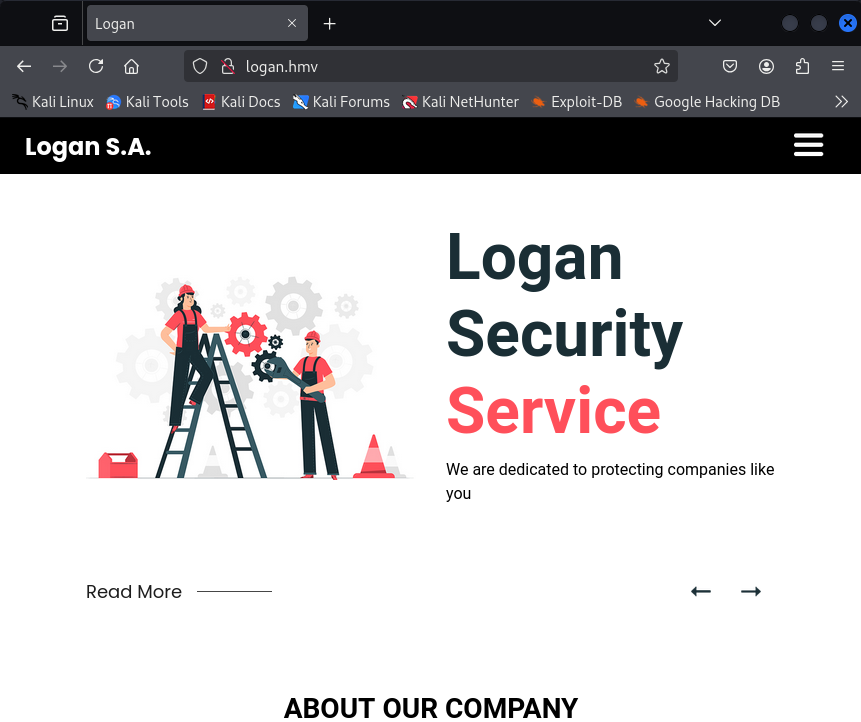 Logan
logan.hmv
Kali Linux Kali Tools Kali Docs Kali Forums Kali NetHunter Exploit-DB Google Hacking DB
Logan S.A.
Logan
Security
Service
We are dedicated to protecting companies like
you
Read More
ABOUT OUR COMPANY